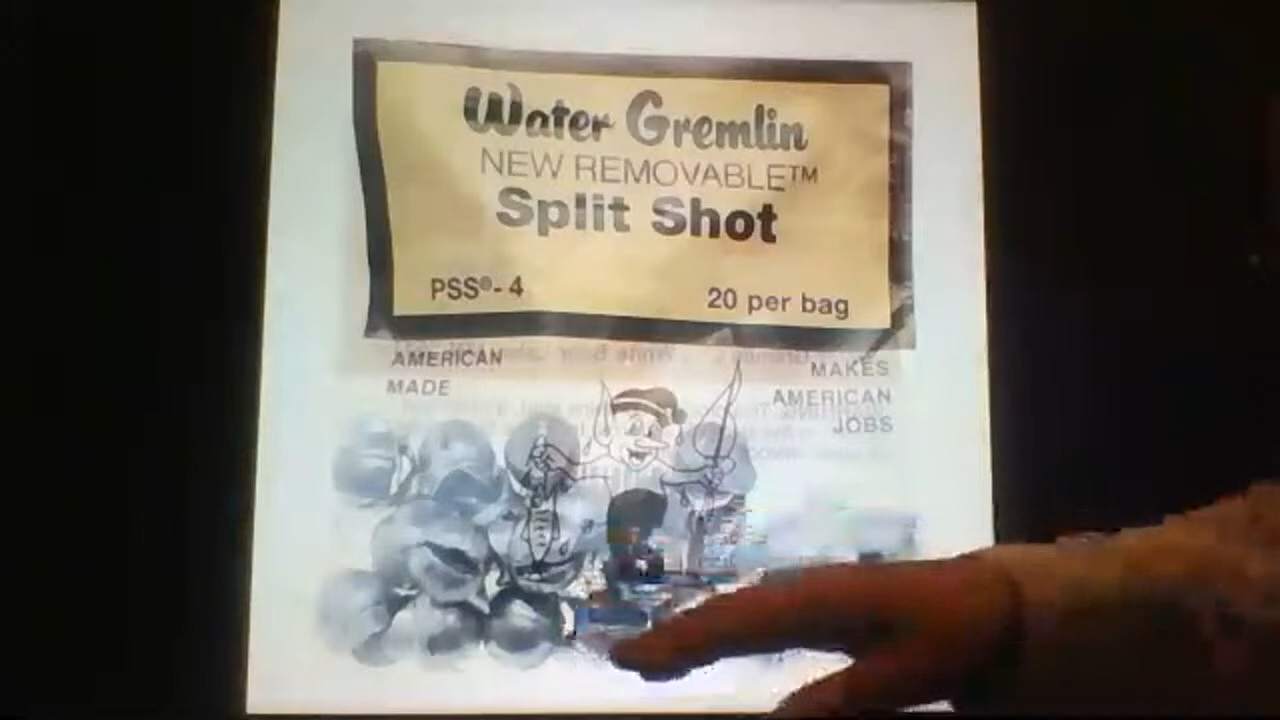 Water Gremlin
NEW REMOVABLE™
Split Shot
PSS®-4
20 per bag
AMERICAN
MADE
MAKES
AMERICAN
JOBS